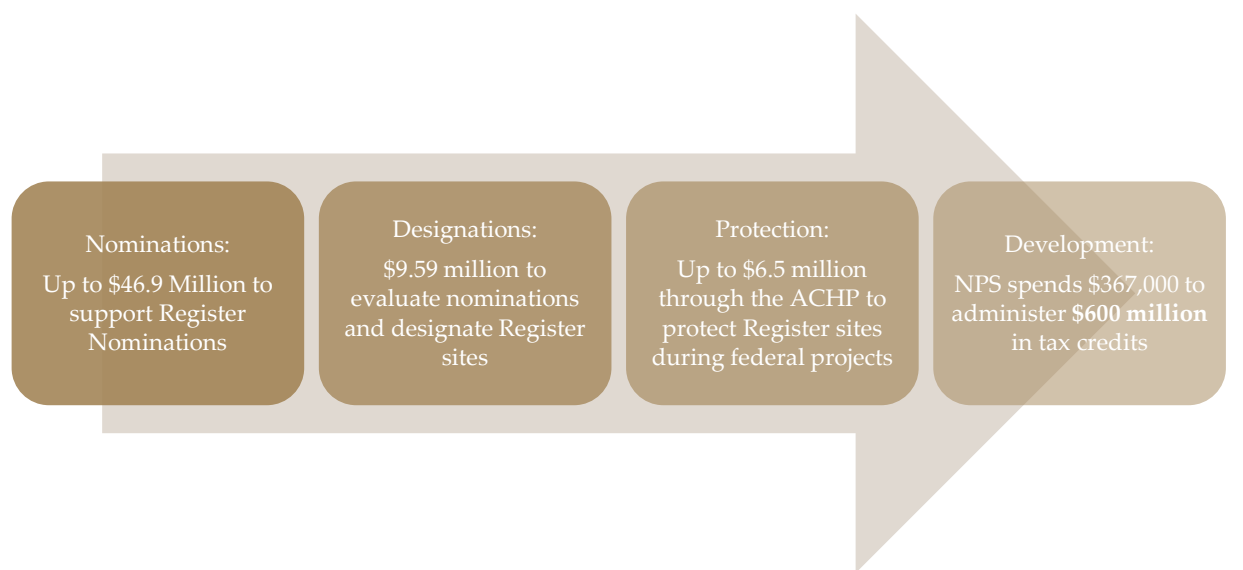 Nominations:
Up to $46.9 Million to
support Register
Nominations
Designations:
$9.59 million to
evaluate nominations
and designate Register
sites
Protection:
Up to $6.5 million
through the ACHP to
protect Register sites
during federal projects
Development:
NPS spends $367,000 to
administer $600 million
in tax credits